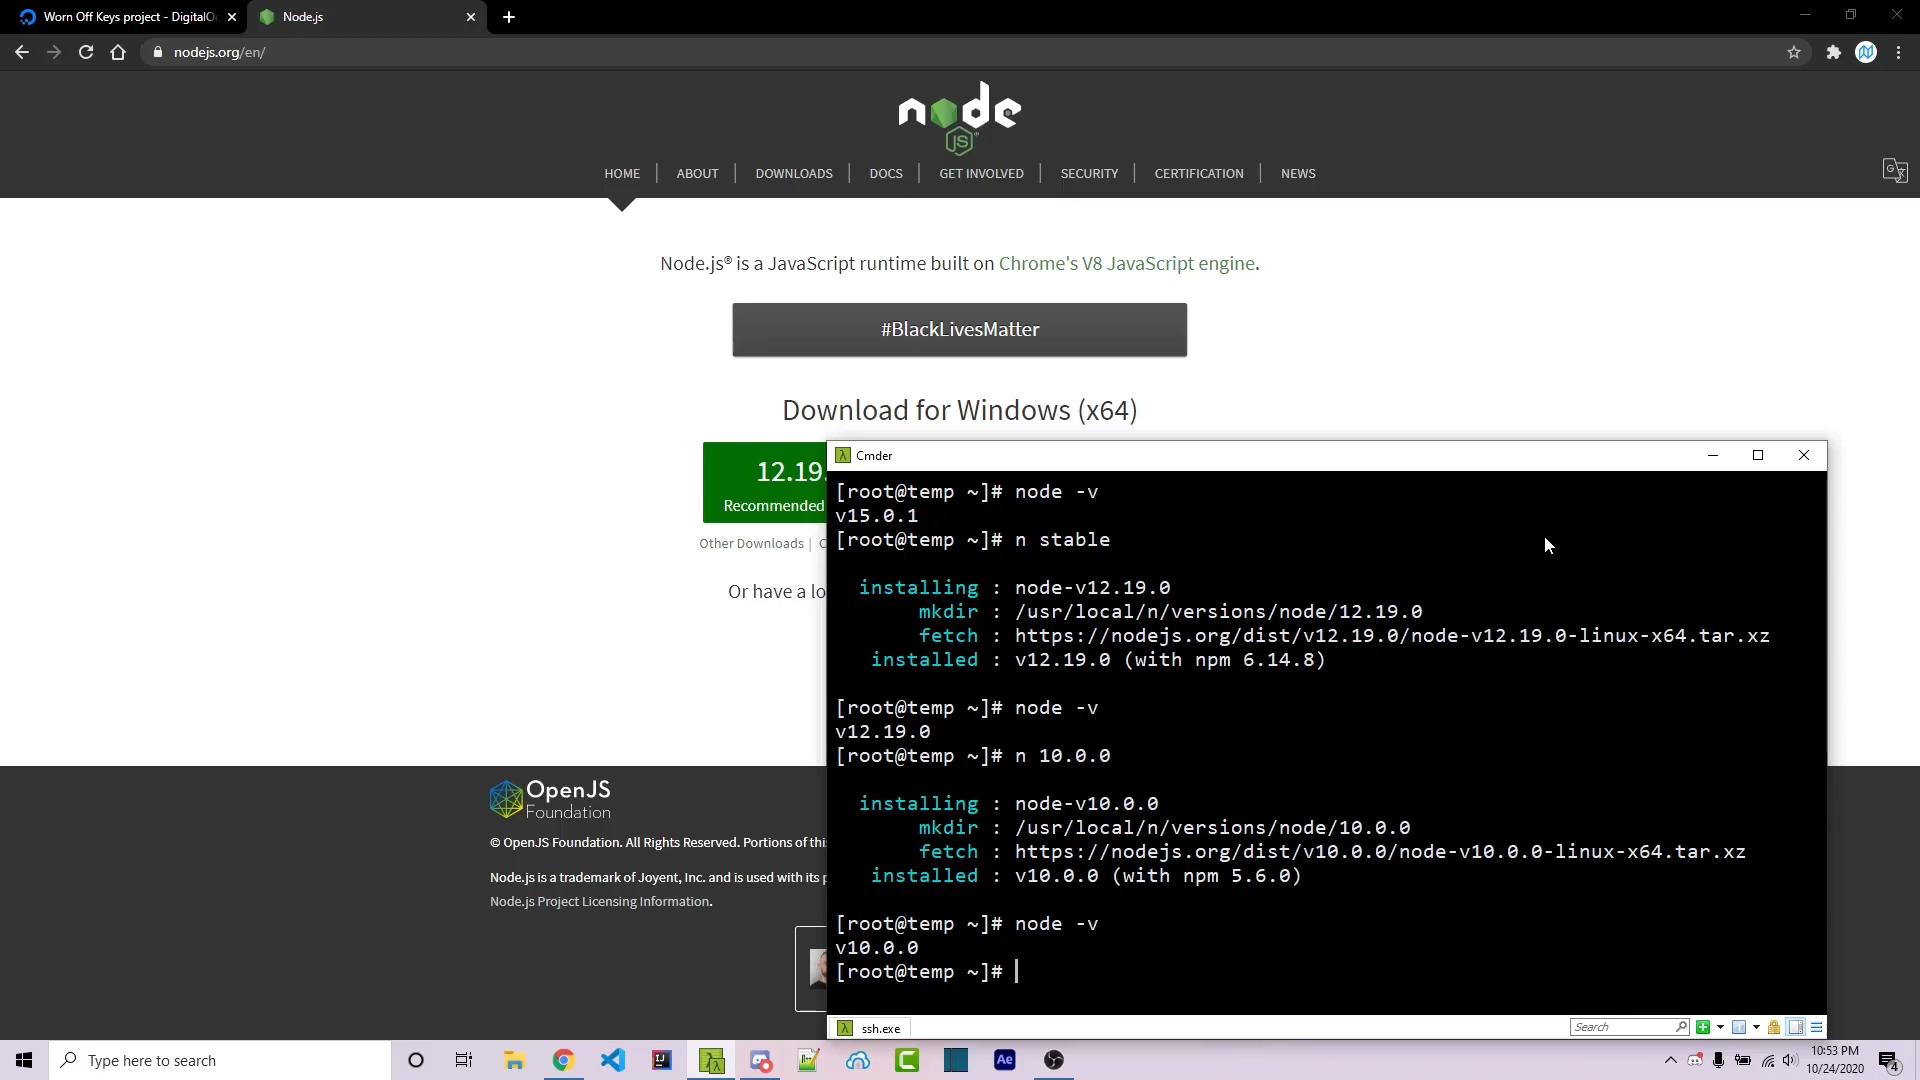 Worn Off Keys project - DigitalOc
Node.js
nodejs.org/en/
node
JS
HOME
ABOUT
DOWNLOADS
DOCS
GET INVOLVED
SECURITY
CERTIFICATION
NEWS
Node.js® is a JavaScript runtime built on Chrome's V8 JavaScript engine.
#BlackLivesMatter
Download for Windows (x64)
12.19.
Recommended
Other Downloads | C
Or have a lo
OpenJS
Foundation
© OpenJS Foundation. All Rights Reserved. Portions of this
Node.js is a trademark of Joyent, Inc. and is used with its p
Node.js Project Licensing Information.
Cmder
[root@temp ~]# node -v
v15.0.1
[root@temp ~]# n stable
installing : node-v12.19.0
mkdir : /usr/local/n/versions/node/12.19.0
fetch : https://nodejs.org/dist/v12.19.0/node-v12.19.0-linux-x64.tar.xz
installed : v12.19.0 (with npm 6.14.8)
[root@temp ~]# node -v
v12.19.0
[root@temp ~]# n 10.0.0
installing : node-v10.0.0
mkdir : /usr/local/n/versions/node/10.0.0
fetch : https://nodejs.org/dist/v10.0.0/node-v10.0.0-linux-x64.tar.xz
installed : v10.0.0 (with npm 5.6.0)
[root@temp ~]# node -v
v10.0.0
[root@temp ~]#
ssh.exe
Search
Type here to search
Ae
10:53 PM
10/24/2020
4